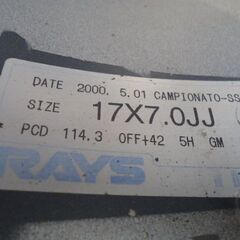 DATE 2000. 5.01 CAMPIONATO-SS
SIZE 17X7.0JJ
PCD 114.3 OFF+42 5H GM
RAYS